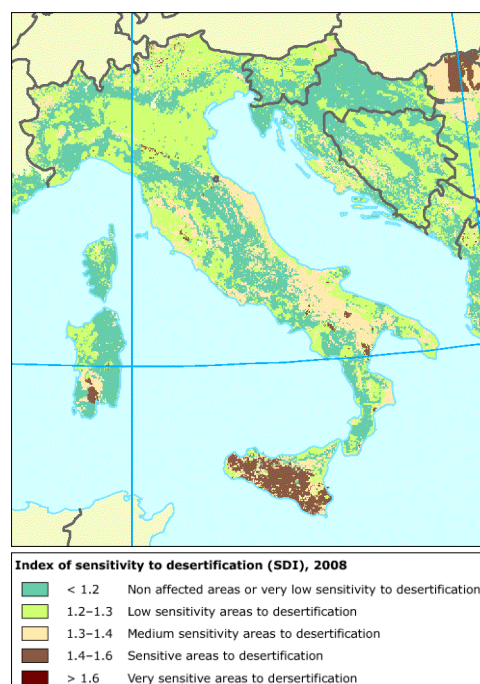 Index of sensitivity to desertification (SDI), 2008
< 1.2 Non affected areas or very low sensitivity to desertification
1.2–1.3 Low sensitivity areas to desertification
1.3–1.4 Medium sensitivity areas to desertification
1.4–1.6 Sensitive areas to desertification
> 1.6 Very sensitive areas to dersertification